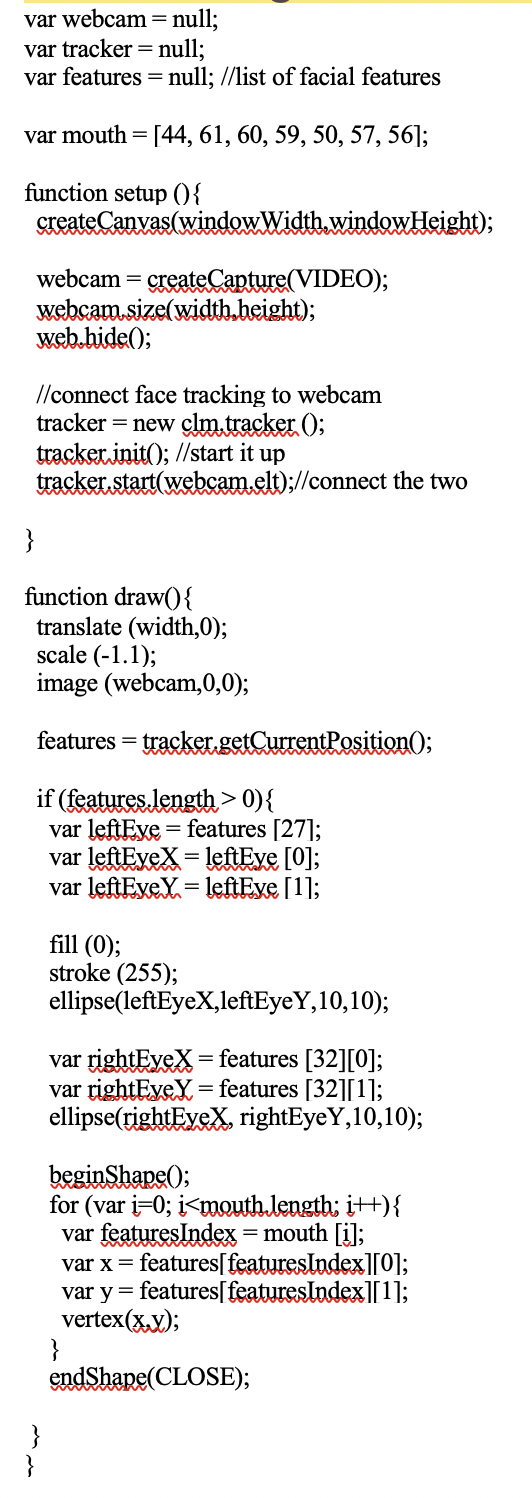 var webcam = null;
var tracker = null;
var features = null; //list of facial features
var mouth = [44, 61, 60, 59, 50, 57, 56];
function setup (){
createCanvas(windowWidth,windowHeight);
webcam = createCapture(VIDEO);
webcam.size(width,height);
web.hide();
//connect face tracking to webcam
tracker = new clm.tracker ();
tracker.init(); //start it up
tracker.start(webcam.elt);//connect the two
}
function draw(){
translate (width,0);
scale (-1.1);
image (webcam,0,0);
features = tracker.getCurrentPosition();
if (features.length > 0){
var leftEye = features [27];
var leftEyeX = leftEye [0];
var leftEyeY = leftEye [1];
fill (0);
stroke (255);
ellipse(leftEyeX,leftEyeY,10,10);
var rightEyeX = features [32][0];
var rightEyeY = features [32][1];
ellipse(rightEyeX, rightEyeY,10,10);
beginShape();
for (var i=0; i<mouth.length; i++){
var featuresIndex = mouth [i];
var x = features[featuresIndex][0];
var y = features[featuresIndex][1];
vertex(x,y);
}
endShape(CLOSE);
}
}